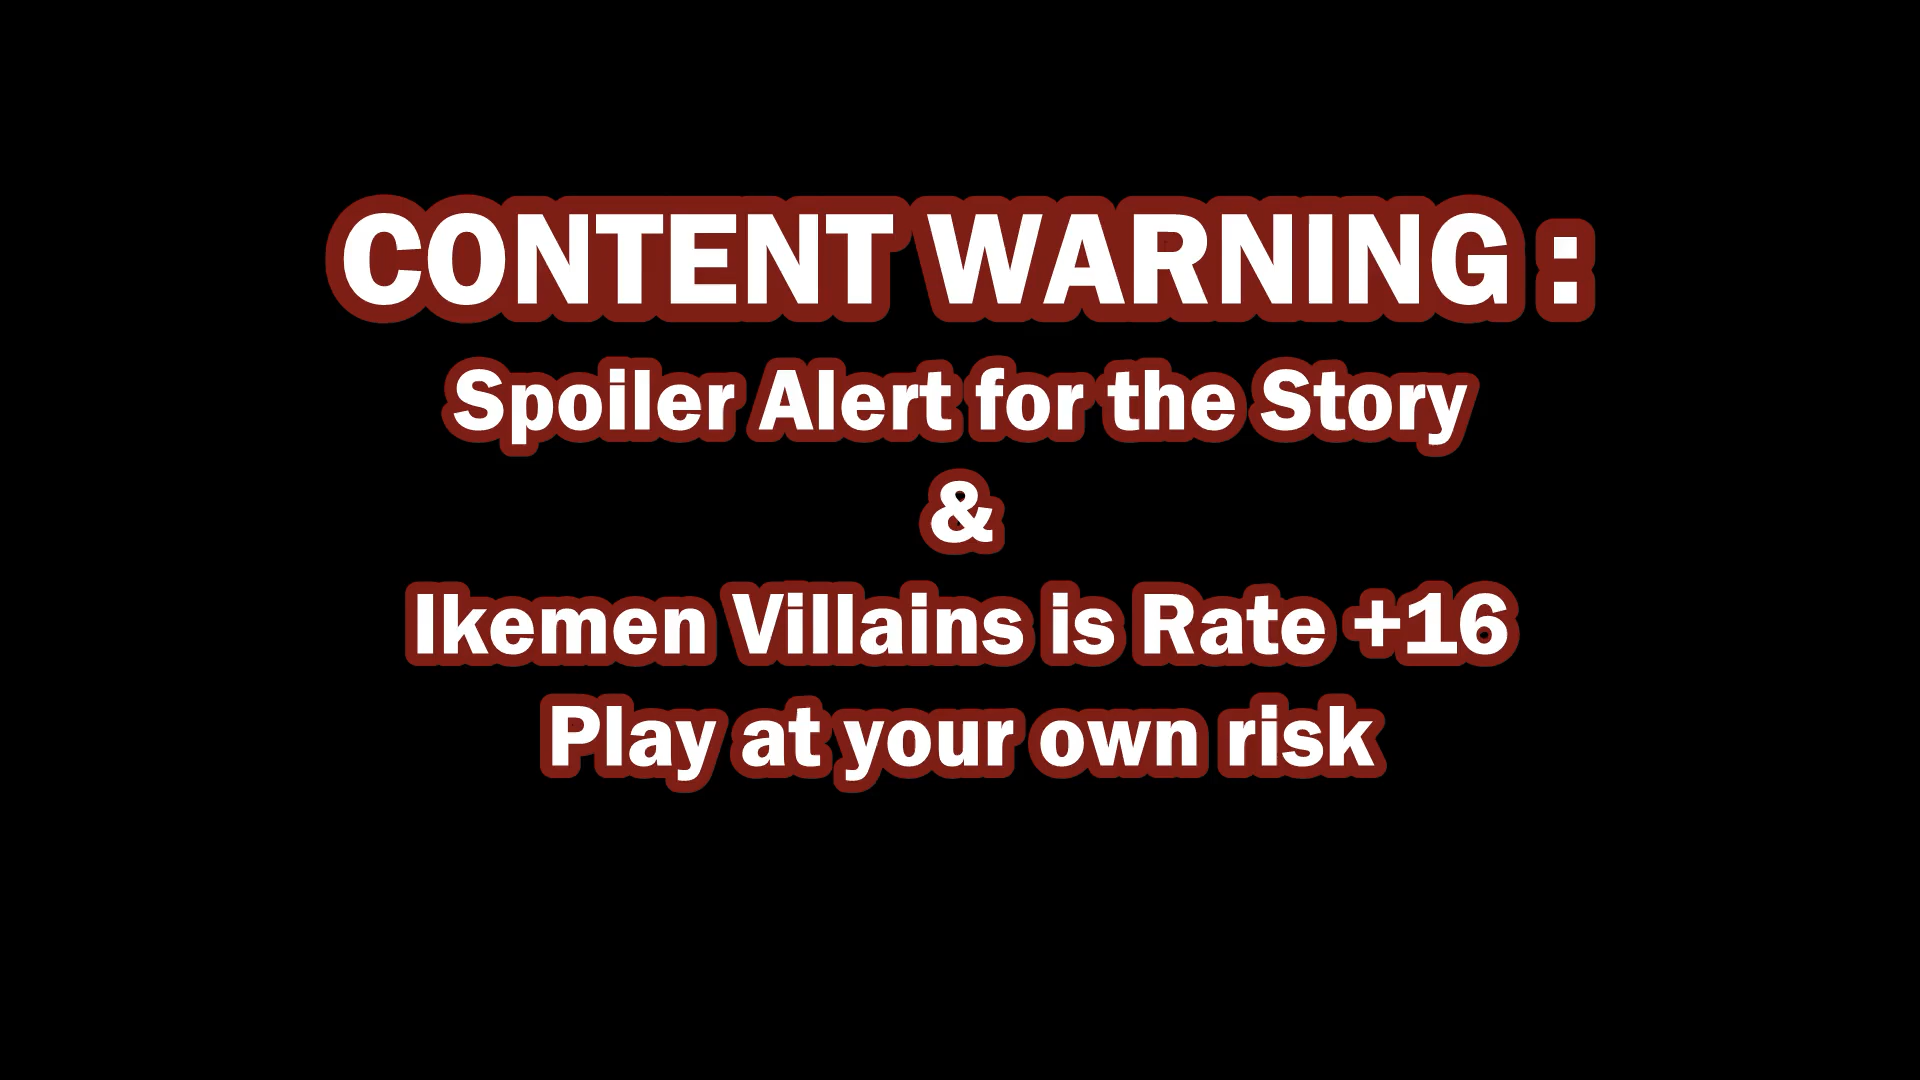 CONTENT WARNING :
Spoiler Alert for the Story
&
Ikemen Villains is Rate +16
Play at your own risk